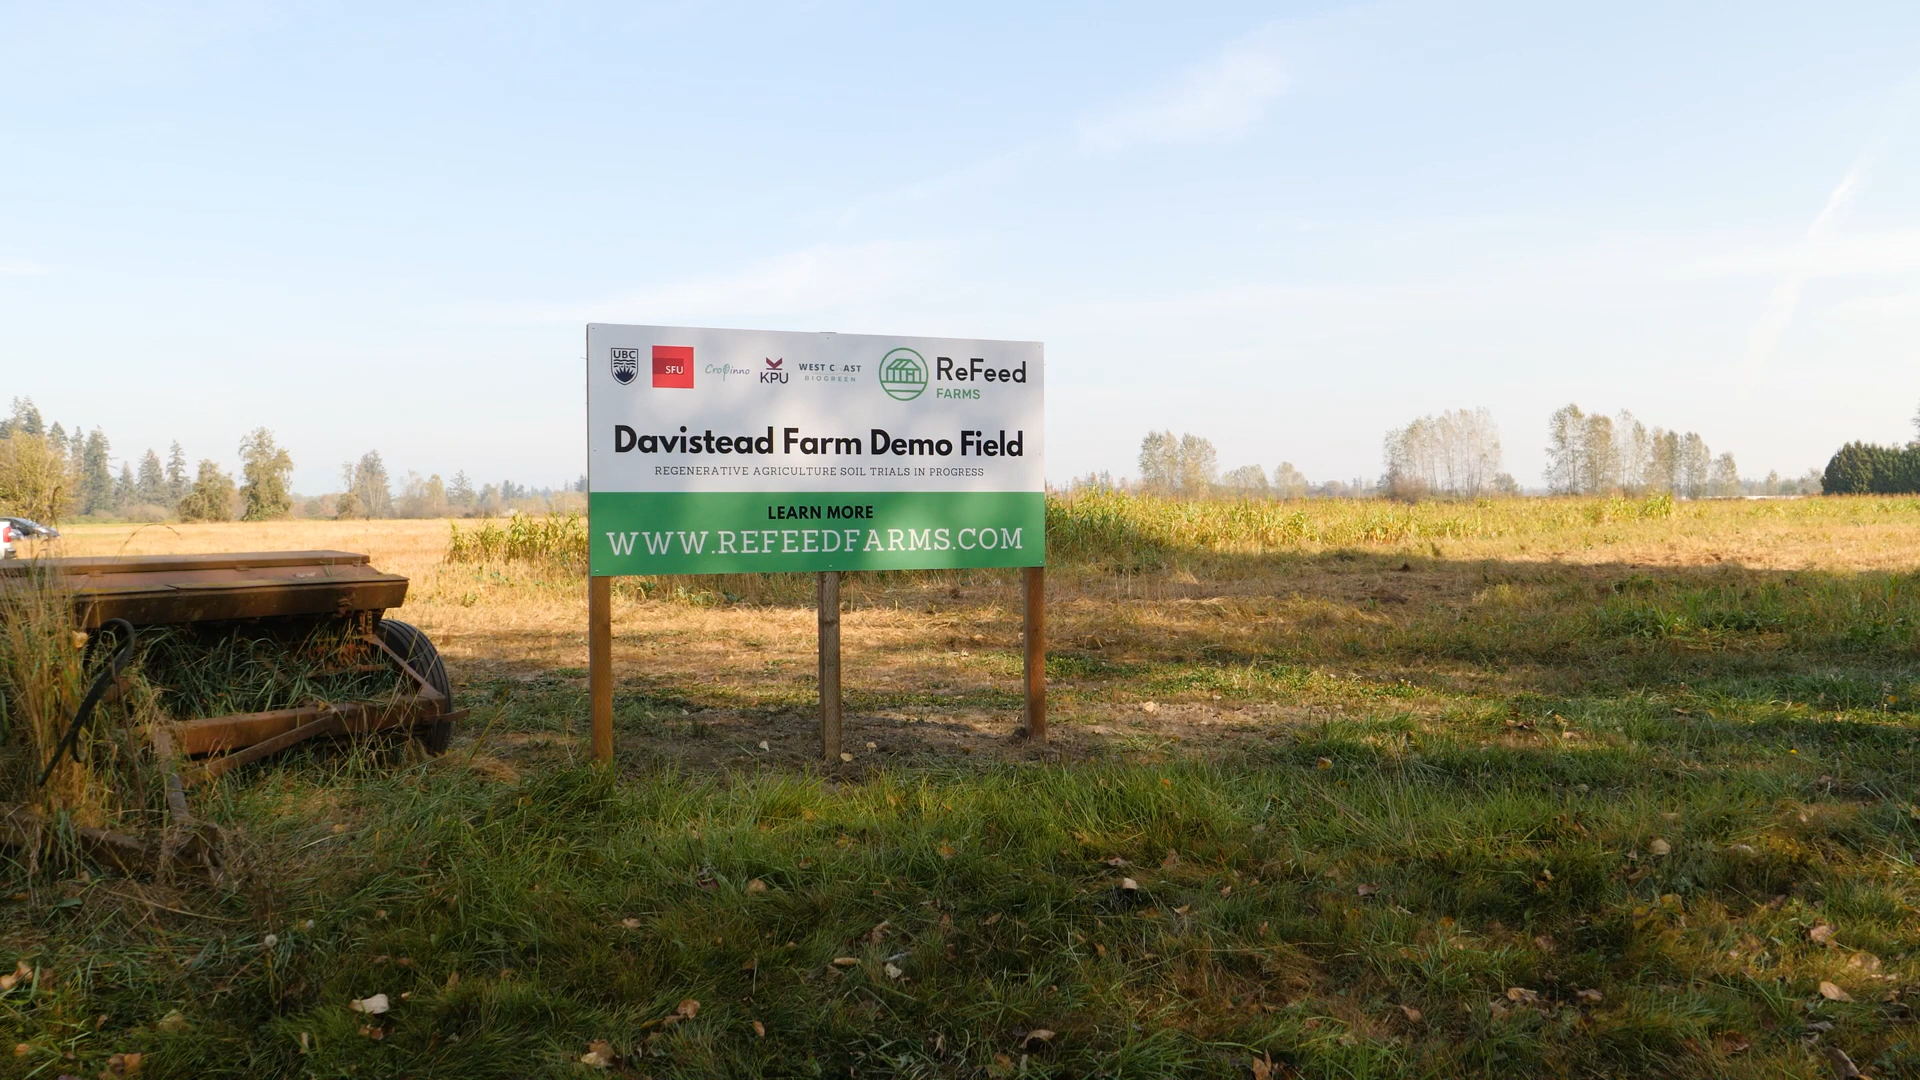 UBC
SFU
Cropinno
KPU
WEST C AST
BIOGREEN
ReFeed
FARMS
Davistead Farm Demo Field
REGENERATIVE AGRICULTURE SOIL TRIALS IN PROGRESS
LEARN MORE
WWW.REFEEDFARMS.COM